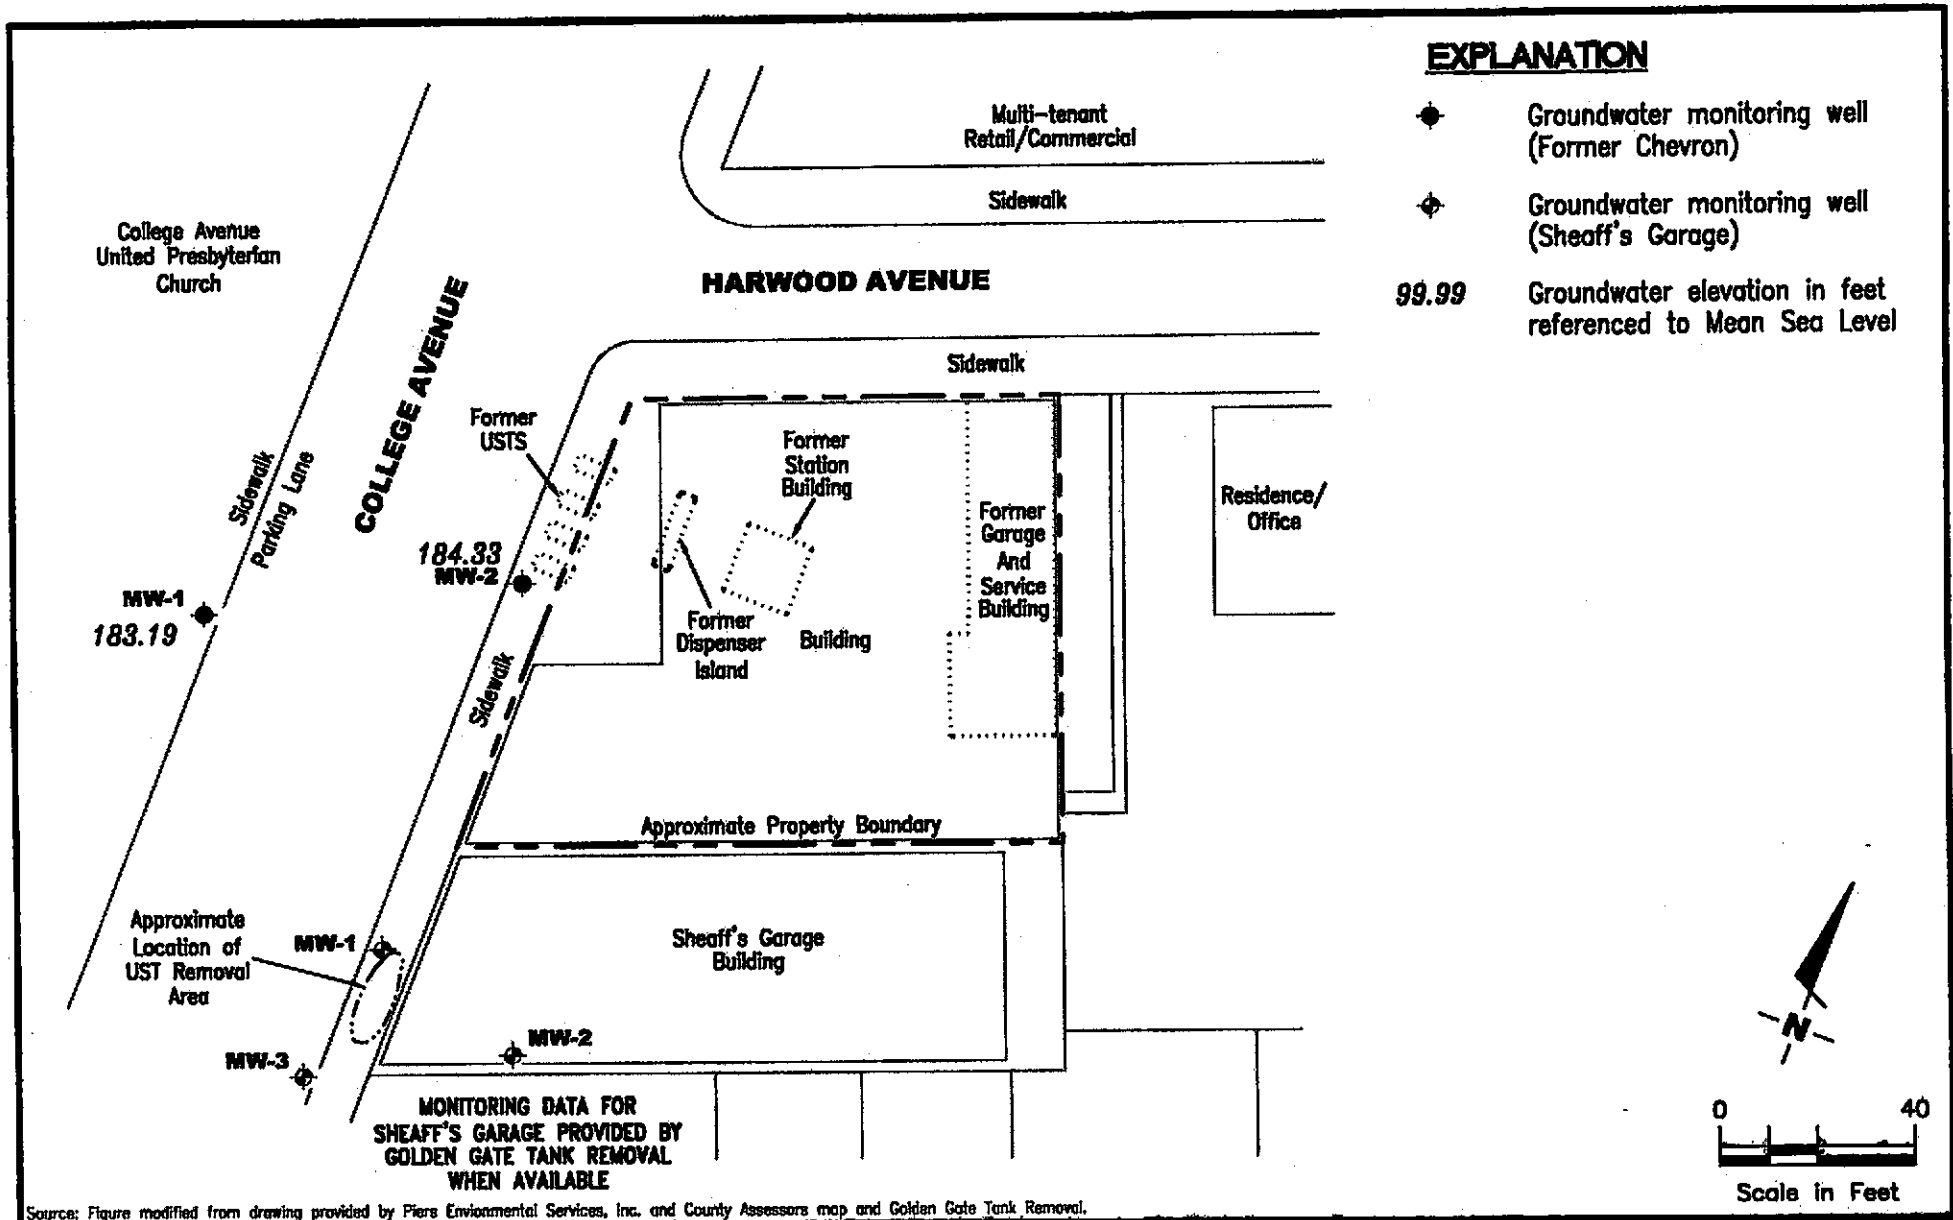 EXPLANATION
Groundwater monitoring well
(Former Chevron)
Groundwater monitoring well
(Sheaff's Garage)
99.99
Groundwater elevation in feet
referenced to Mean Sea Level
Multi-tenant
Retail/Commercial
Sidewalk
College Avenue
United Presbyterian
Church
HARWOOD AVENUE
COLLEGE AVENUE
Sidewalk
Former
USTS
Former
Station
Building
Sidewalk
Parking Lane
Former
Garage
And
Service
Building
Residence/
Office
184.33
MW-2
MW-1
183.19
Former
Dispenser
Island
Building
Sidewalk
Approximate Property Boundary
Approximate
Location of
UST Removal
Area
MW-1
Sheaff's Garage
Building
MW-2
MW-3
MONITORING DATA FOR
SHEAFF'S GARAGE PROVIDED BY
GOLDEN GATE TANK REMOVAL
WHEN AVAILABLE
N
0 40
Scale in Feet
Source: Figure modified from drawing provided by Piers Envionmental Services, Inc. and County Assessors map and Golden Gate Tank Removal.